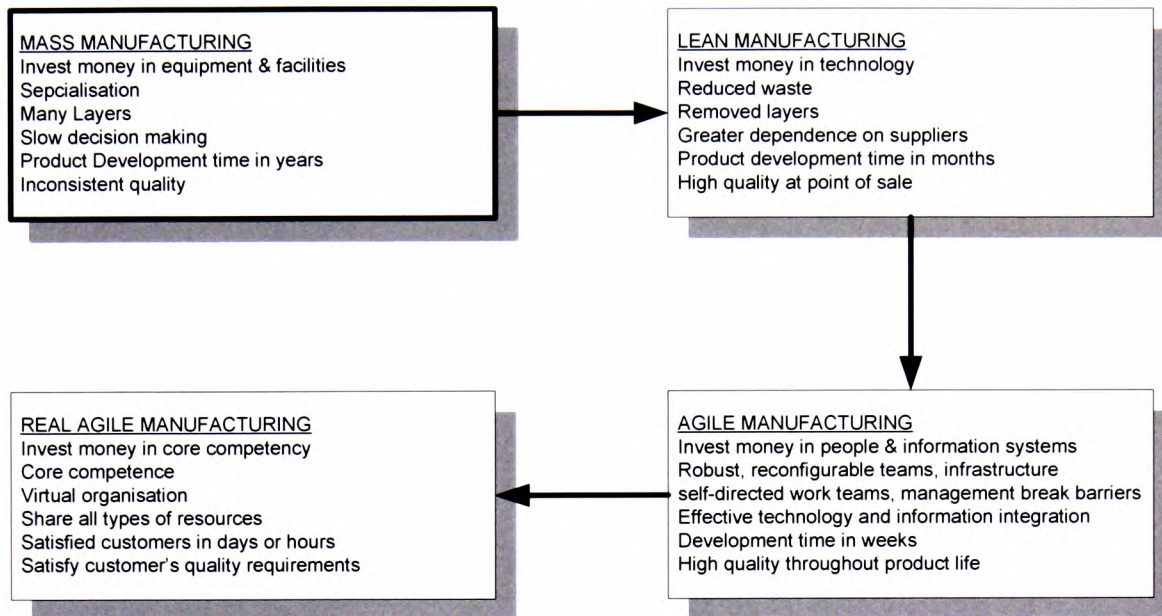 MASS MANUFACTURING
Invest money in equipment & facilities
Sepcialisation
Many Layers
Slow decision making
Product Development time in years
Inconsistent quality
LEAN MANUFACTURING
Invest money in technology
Reduced waste
Removed layers
Greater dependence on suppliers
Product development time in months
High quality at point of sale
REAL AGILE MANUFACTURING
Invest money in core competency
Core competence
Virtual organisation
Share all types of resources
Satisfied customers in days or hours
Satisfy customer's quality requirements
AGILE MANUFACTURING
Invest money in people & information systems
Robust, reconfigurable teams, infrastructure
self-directed work teams, management break barriers
Effective technology and information integration
Development time in weeks
High quality throughout product life